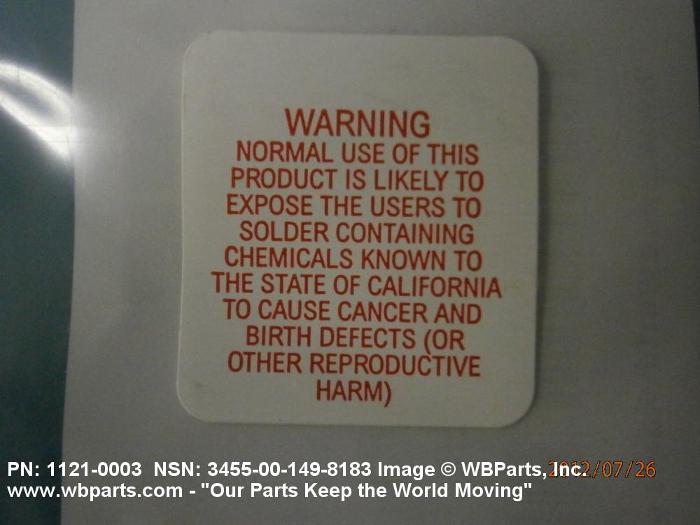 WARNING
NORMAL USE OF THIS
PRODUCT IS LIKELY TO
EXPOSE THE USERS TO
SOLDER CONTAINING
CHEMICALS KNOWN TO
THE STATE OF CALIFORNIA
TO CAUSE CANCER AND
BIRTH DEFECTS (OR
OTHER REPRODUCTIVE
HARM)
PN: 1121-0003 NSN: 3455-00-149-8183 Image © WBParts, Inc.
2012/07/26
www.wbparts.com - "Our Parts Keep the World Moving"